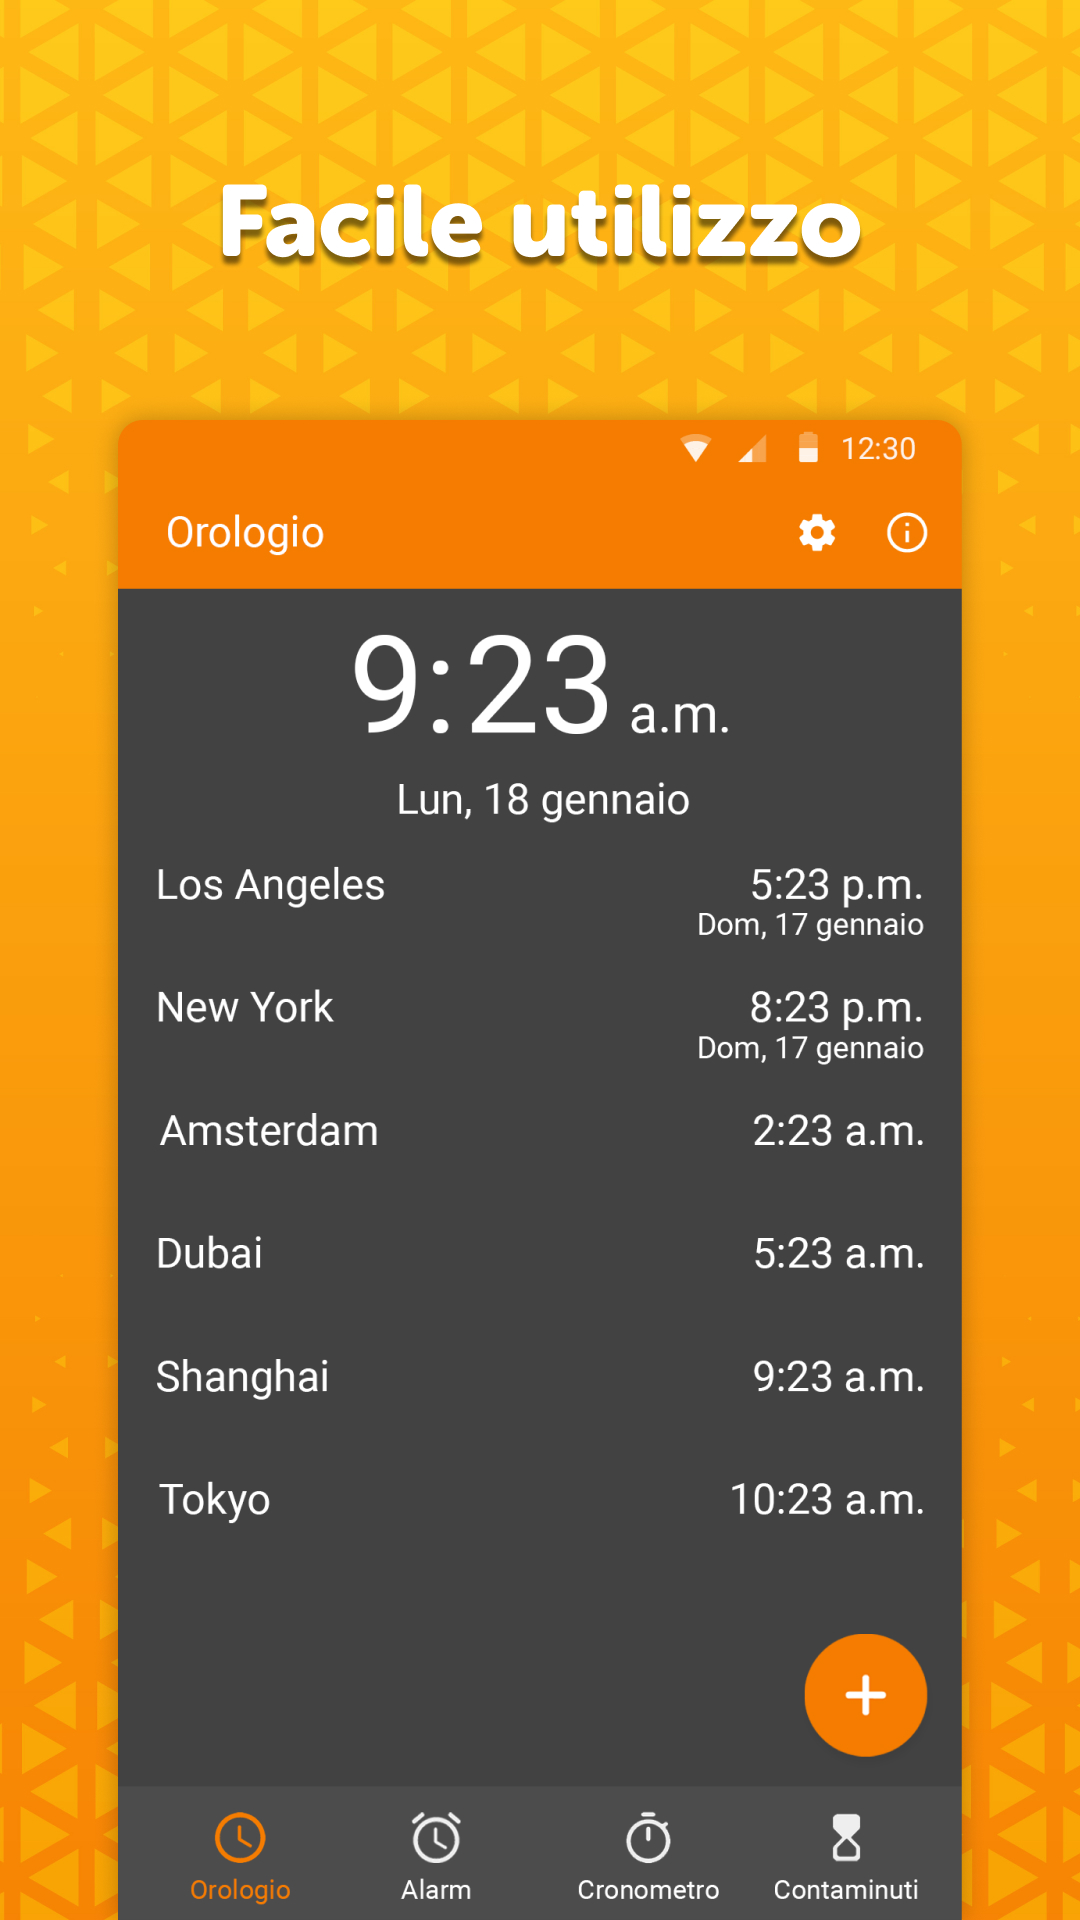 Facile utilizzo
12:30
Orologio
9:23 a.m.
Lun, 18 gennaio
Los Angeles 5:23 p.m.
Dom, 17 gennaio
New York 8:23 p.m.
Dom, 17 gennaio
Amsterdam 2:23 a.m.
Dubai 5:23 a.m.
Shanghai 9:23 a.m.
Tokyo 10:23 a.m.
Orologio Alarm Cronometro Contaminuti